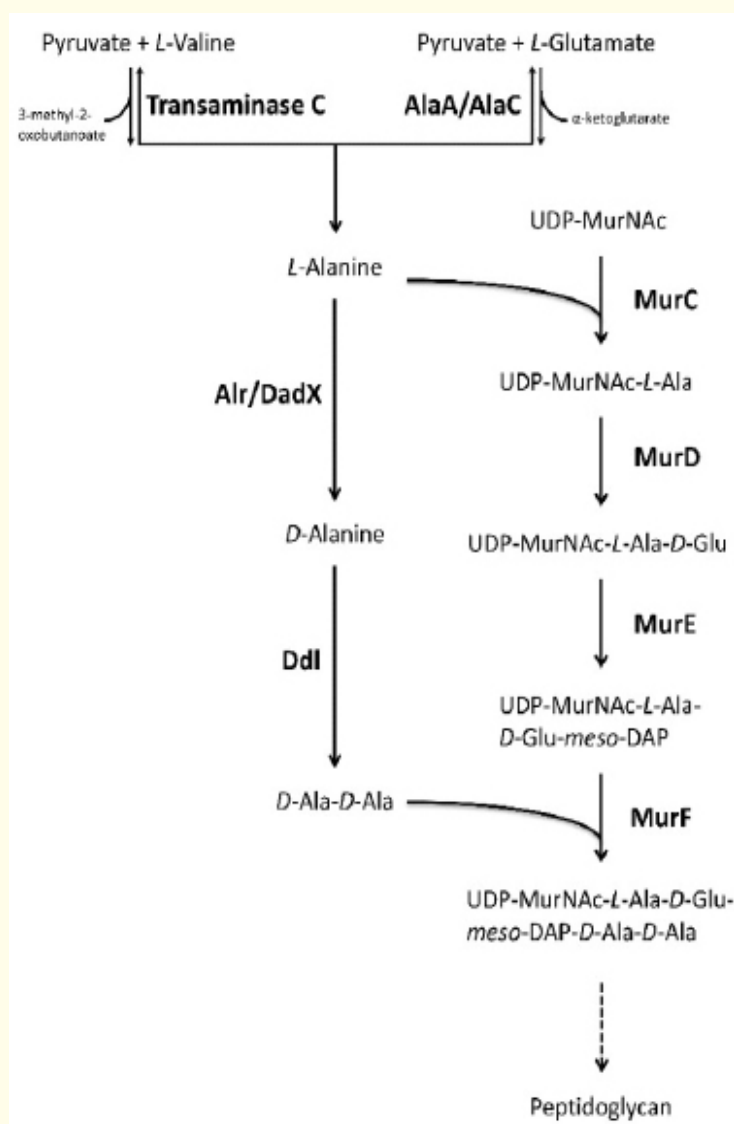 Pyruvate + L-Valine
Pyruvate + L-Glutamate
Transaminase C
AlaA/AlaC
3-methyl-2-
oxobutanoate
α-ketoglutarate
UDP-MurNAc
L-Alanine
MurC
UDP-MurNAc-L-Ala
Alr/DadX
MurD
D-Alanine
UDP-MurNAc-L-Ala-D-Glu
MurE
Ddl
UDP-MurNAc-L-Ala-
D-Glu-meso-DAP
D-Ala-D-Ala
MurF
UDP-MurNAc-L-Ala-D-Glu-
meso-DAP-D-Ala-D-Ala
Peptidoglycan